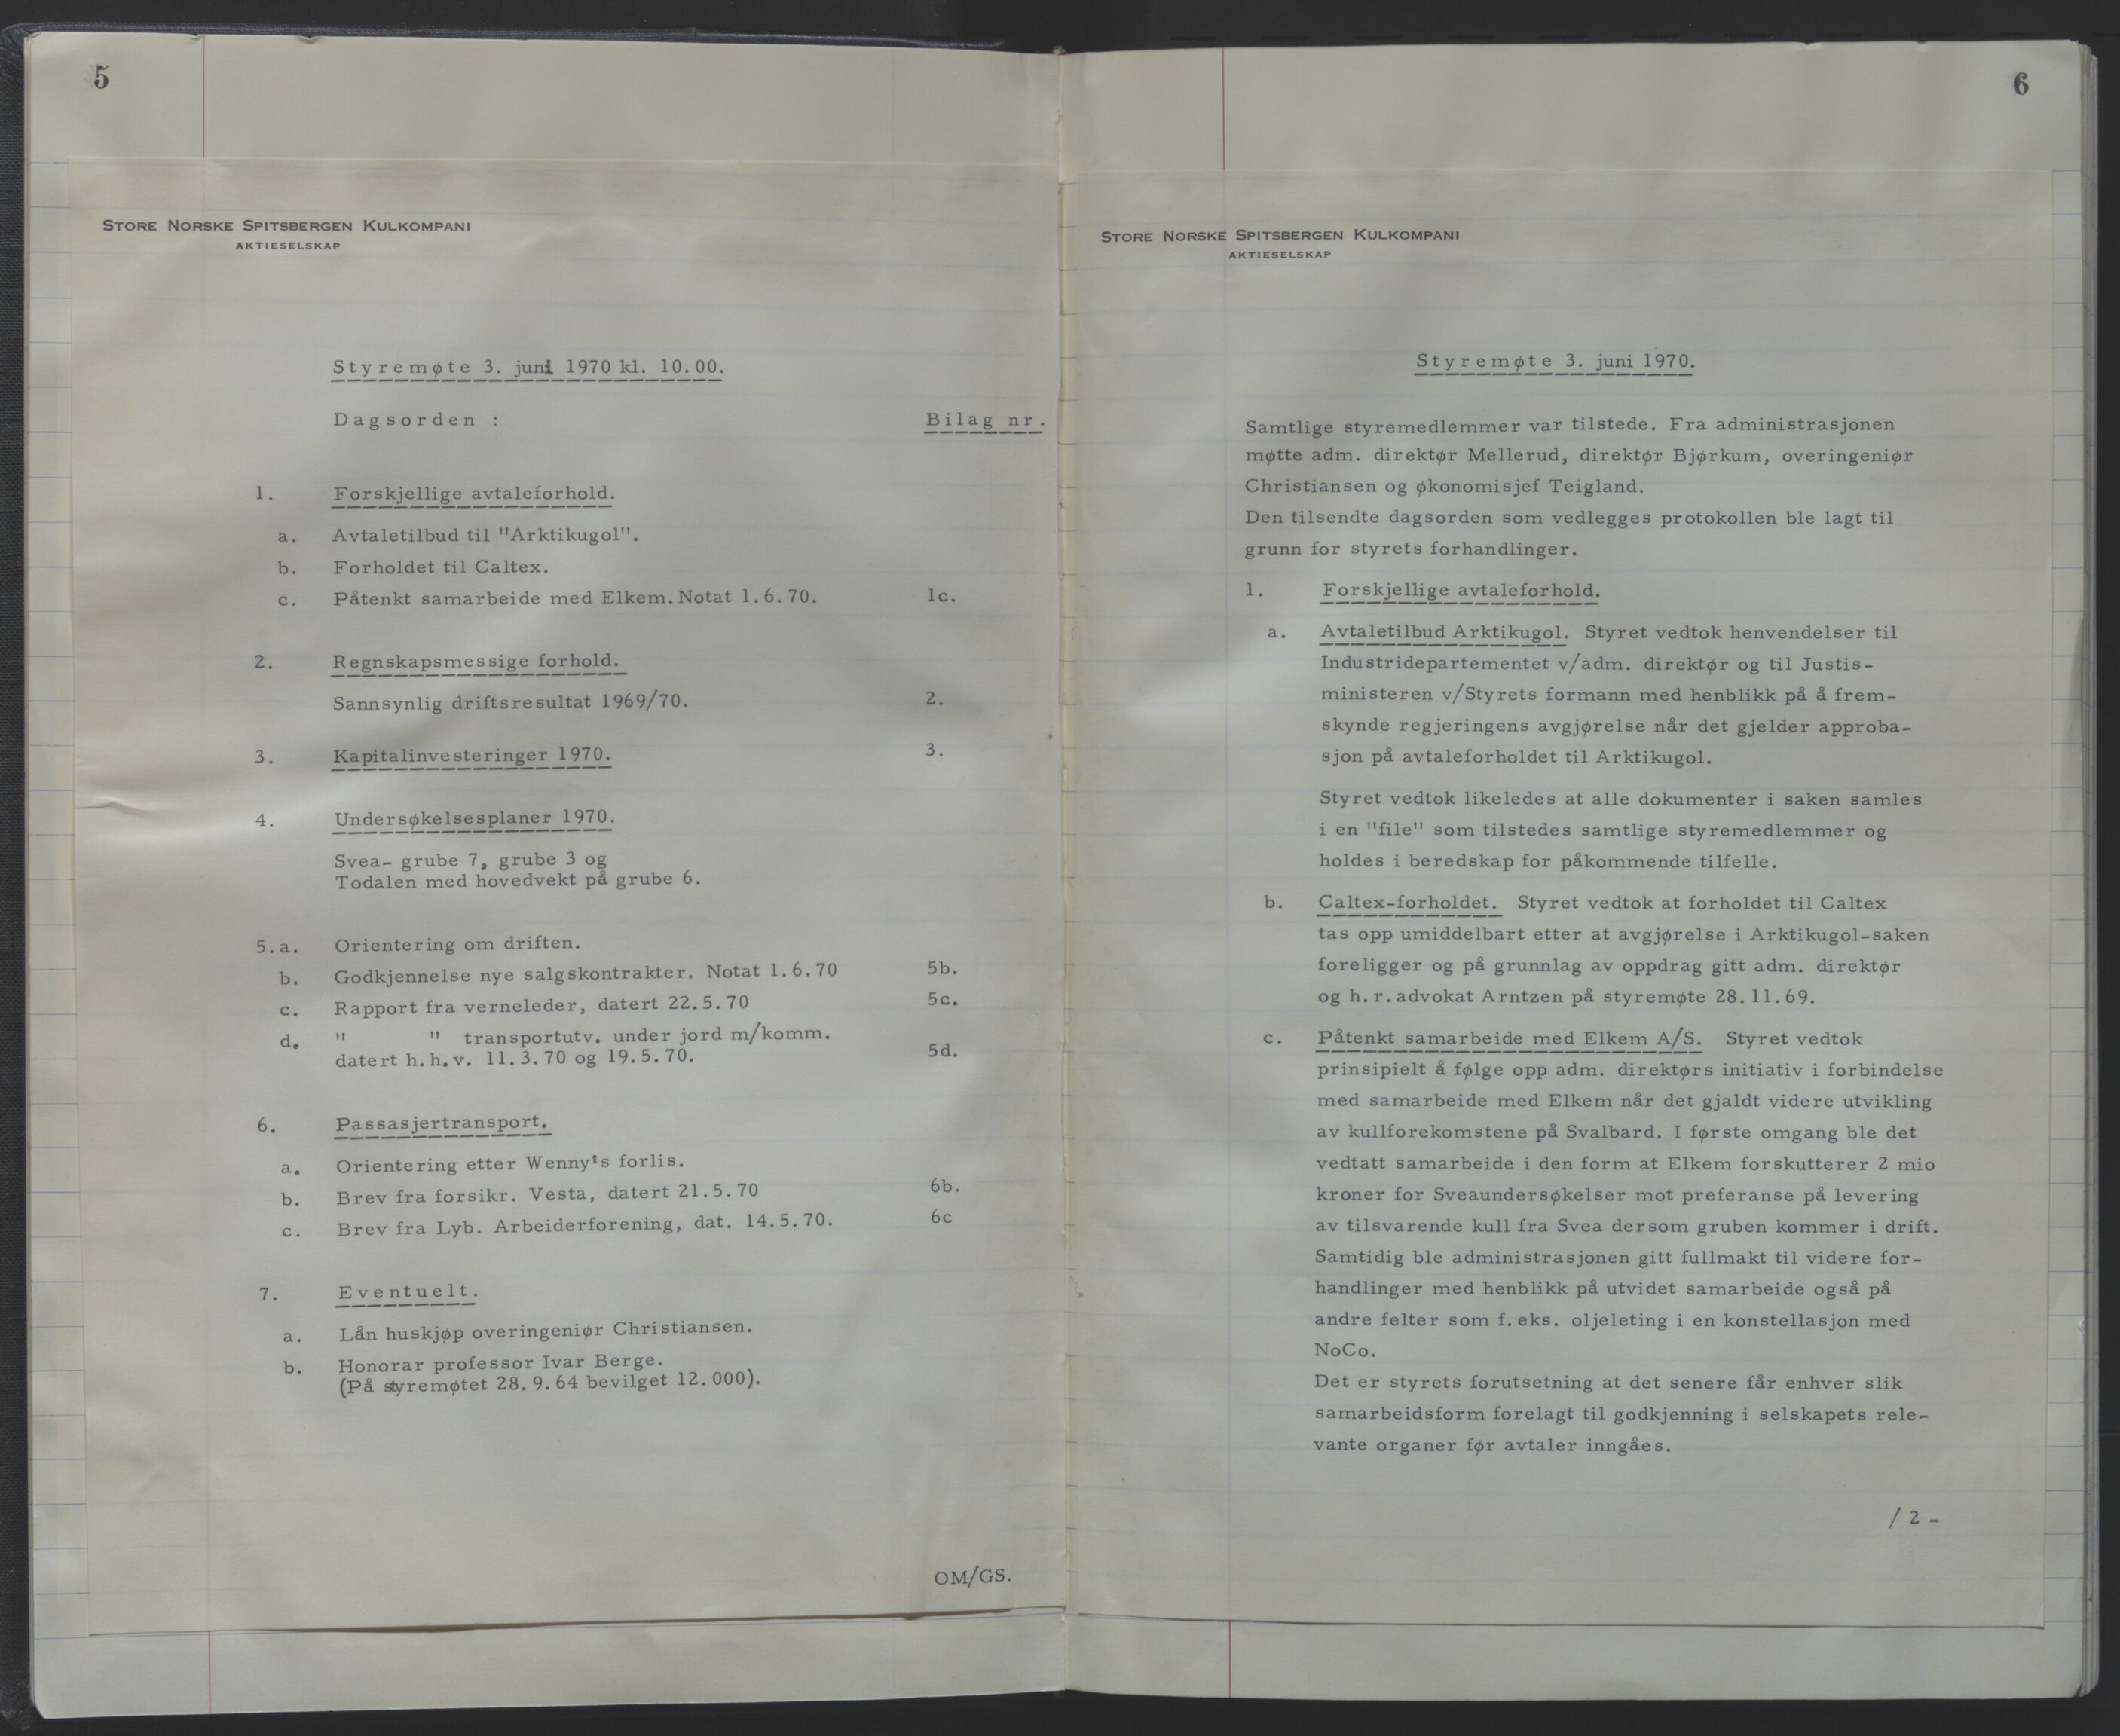 5
STORE NORSKE SPITSBERGEN KULKOMPANI
AKTIESELSKAP
Styremøte 3. juni 1970 kl. 10.00.
Dagsorden : Bilag nr.
1. Forskjellige avtaleforhold.
a. Avtaletilbud til "Arktikugol".
b. Forholdet til Caltex.
c. Påtenkt samarbeide med Elkem. Notat 1.6.70. 1c.
2. Regnskapsmessige forhold.
Sannsynlig driftsresultat 1969/70. 2.
3. Kapitalinvesteringer 1970. 3.
4. Undersøkelsesplaner 1970.
Svea- grube 7, grube 3 og
Todalen med hovedvekt på grube 6.
5.a. Orientering om driften.
b. Godkjennelse nye salgskontrakter. Notat 1.6.70 5b.
c. Rapport fra verneleder, datert 22.5.70 5c.
d. " " transportutv. under jord m/komm.
datert h.h.v. 11.3.70 og 19.5.70. 5d.
6. Passasjertransport.
a. Orientering etter Wenny's forlis.
b. Brev fra forsikr. Vesta, datert 21.5.70 6b.
c. Brev fra Lyb. Arbeiderforening, dat. 14.5.70. 6c
7. Eventuelt.
a. Lån huskjøp overingeniør Christiansen.
b. Honorar professor Ivar Berge.
(På styremøtet 28.9.64 bevilget 12.000).
OM/GS.
6
STORE NORSKE SPITSBERGEN KULKOMPANI
AKTIESELSKAP
Styremøte 3. juni 1970.
Samtlige styremedlemmer var tilstede. Fra administrasjonen
møtte adm. direktør Mellerud, direktør Bjørkum, overingeniør
Christiansen og økonomisjef Teigland.
Den tilsendte dagsorden som vedlegges protokollen ble lagt til
grunn for styrets forhandlinger.
1. Forskjellige avtaleforhold.
a. Avtaletilbud Arktikugol. Styret vedtok henvendelser til
Industridepartementet v/adm. direktør og til Justis-
ministeren v/Styrets formann med henblikk på å frem-
skynde regjeringens avgjørelse når det gjelder approba-
sjon på avtaleforholdet til Arktikugol.
Styret vedtok likeledes at alle dokumenter i saken samles
i en "file" som tilstedes samtlige styremedlemmer og
holdes i beredskap for påkommende tilfelle.
b. Caltex-forholdet. Styret vedtok at forholdet til Caltex
tas opp umiddelbart etter at avgjørelse i Arktikugol-saken
foreligger og på grunnlag av oppdrag gitt adm. direktør
og h.r. advokat Arntzen på styremøte 28.11.69.
c. Påtenkt samarbeide med Elkem A/S. Styret vedtok
prinsipielt å følge opp adm. direktørs initiativ i forbindelse
med samarbeide med Elkem når det gjaldt videre utvikling
av kullforekomstene på Svalbard. I første omgang ble det
vedtatt samarbeide i den form at Elkem forskutterer 2 mio
kroner for Sveaundersøkelser mot preferanse på levering
av tilsvarende kull fra Svea dersom gruben kommer i drift.
Samtidig ble administrasjonen gitt fullmakt til videre for-
handlinger med henblikk på utvidet samarbeide også på
andre felter som f.eks. oljeleting i en konstellasjon med
NoCo.
Det er styrets forutsetning at det senere får enhver slik
samarbeidsform forelagt til godkjenning i selskapets rele-
vante organer før avtaler inngåes.
/ 2 -